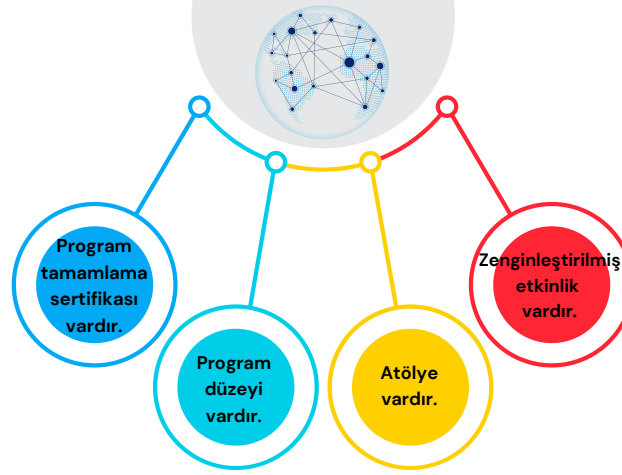 Program
tamamlama
sertifikası
vardır.
Program
düzeyi
vardır.
Atölye
vardır.
Zenginleştirilmiş
etkinlik
vardır.